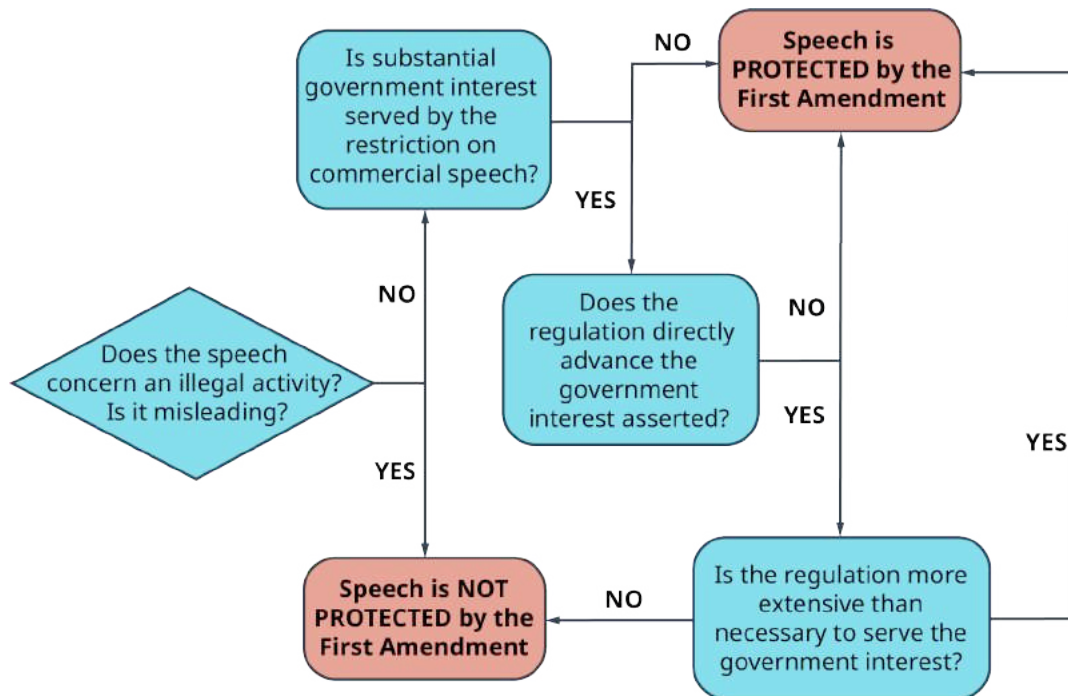 Is substantial
government interest
served by the
restriction on
commercial speech?
NO
Speech is
PROTECTED by the
First Amendment
YES
NO
Does the speech
concern an illegal activity?
Is it misleading?
YES
Does the
regulation directly
advance the
government
interest asserted?
NO
YES
YES
Speech is NOT
PROTECTED by the
First Amendment
NO
Is the regulation more
extensive than
necessary to serve the
government interest?